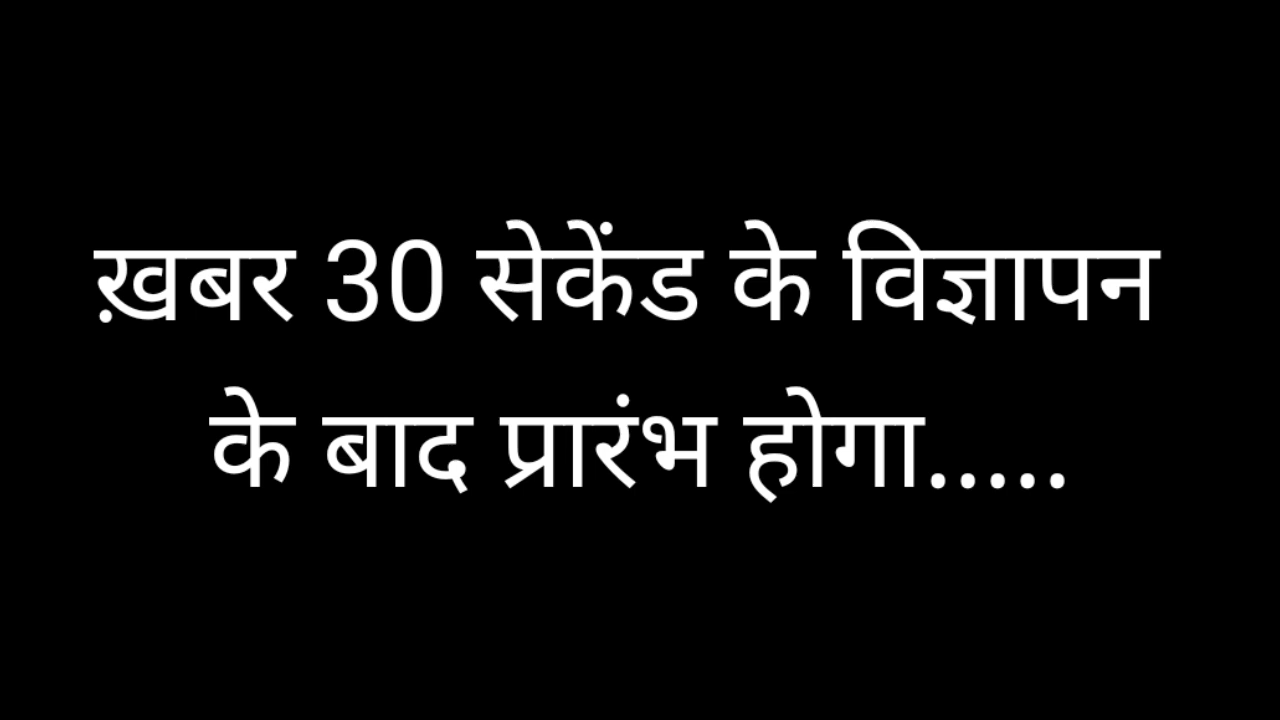 ख़बर 30 सेकेंड के विज्ञापन
के बाद प्रारंभ होगा.....